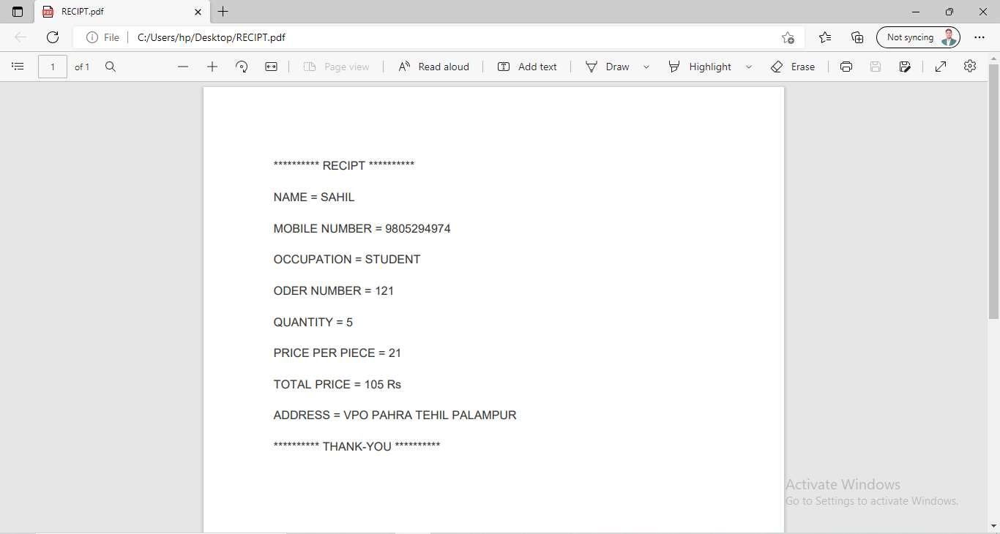 RECIPT.pdf
File
C:/Users/hp/Desktop/RECIPT.pdf
Not syncing
1 of 1
Page view
Read aloud
Add text
Draw
Highlight
Erase
********** RECIPT **********
NAME = SAHIL
MOBILE NUMBER = 9805294974
OCCUPATION = STUDENT
ODER NUMBER = 121
QUANTITY = 5
PRICE PER PIECE = 21
TOTAL PRICE = 105 Rs
ADDRESS = VPO PAHRA TEHIL PALAMPUR
********** THANK-YOU **********
Activate Windows
Go to Settings to activate Windows.